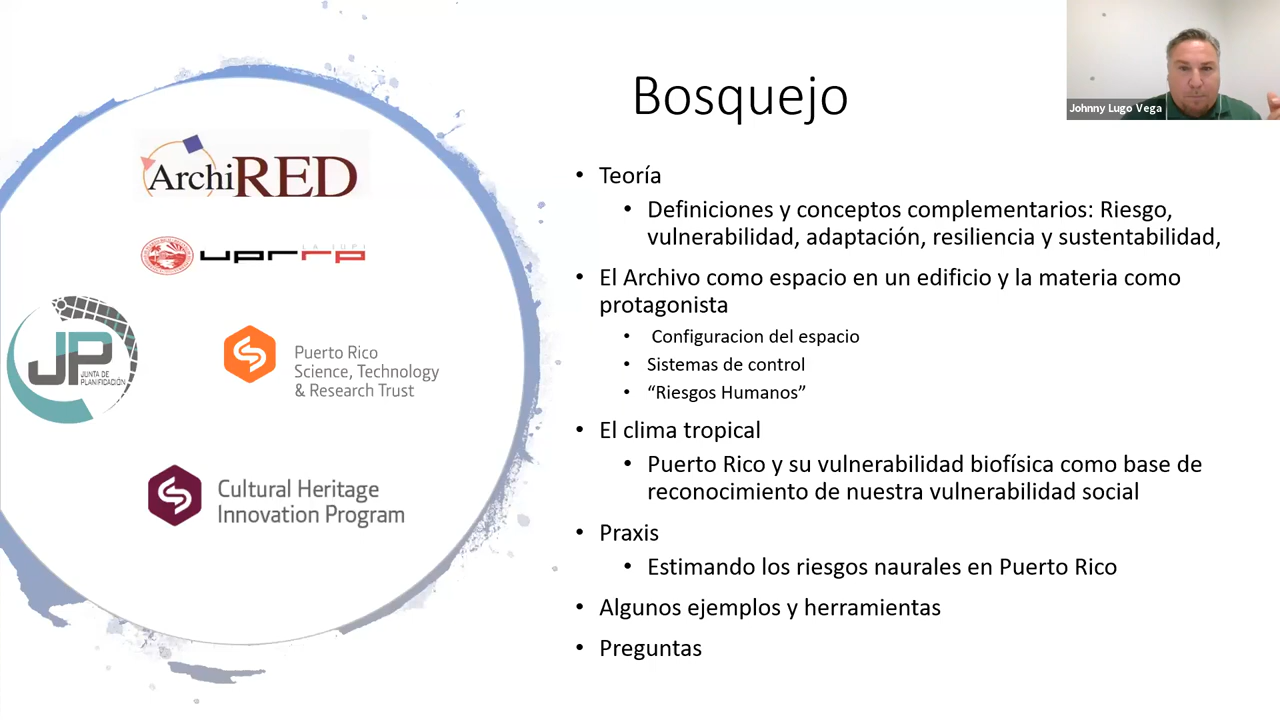 Bosquejo
Johnny Lugo Vega
ArchiRED
LA IUPI
uprrp
JP
JUNTA DE
PLANIFICACIÓN
Puerto Rico
Science, Technology
& Research Trust
Cultural Heritage
Innovation Program
• Teoría
• Definiciones y conceptos complementarios: Riesgo,
vulnerabilidad, adaptación, resiliencia y sustentabilidad,
• El Archivo como espacio en un edificio y la materia como
protagonista
• Configuracion del espacio
• Sistemas de control
• “Riesgos Humanos”
• El clima tropical
• Puerto Rico y su vulnerabilidad biofísica como base de
reconocimiento de nuestra vulnerabilidad social
• Praxis
• Estimando los riesgos naurales en Puerto Rico
• Algunos ejemplos y herramientas
• Preguntas